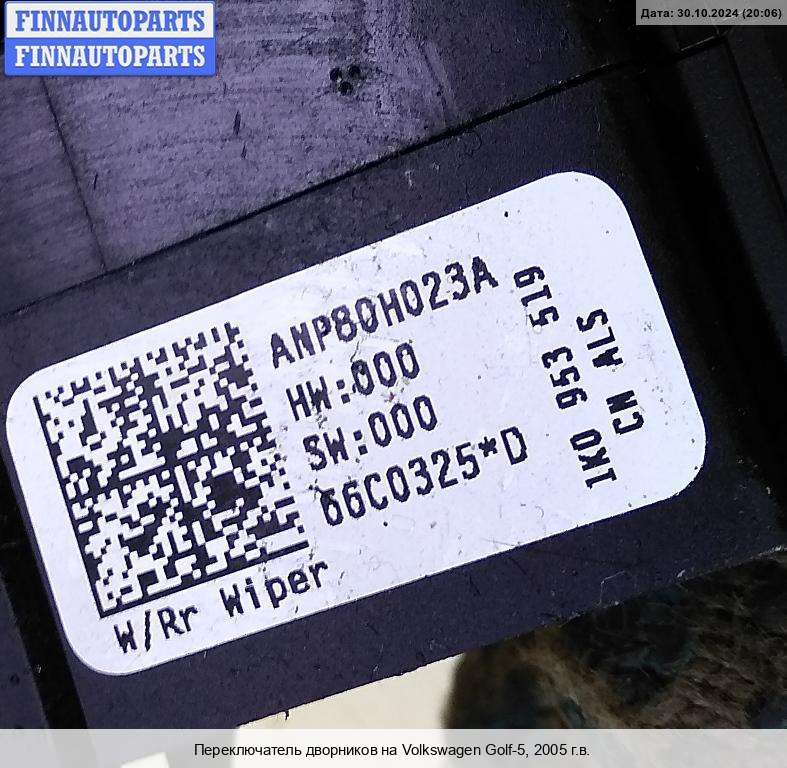 FINNAUTOPARTS
FINNAUTOPARTS
Дата: 30.10.2024 (20:06)
ANP80H023A
HW:000
SW:000
66C0325*D
W/Rr Wiper
1K0 953 519
CN ALS
Переключатель дворников на Volkswagen Golf-5, 2005 г.в.